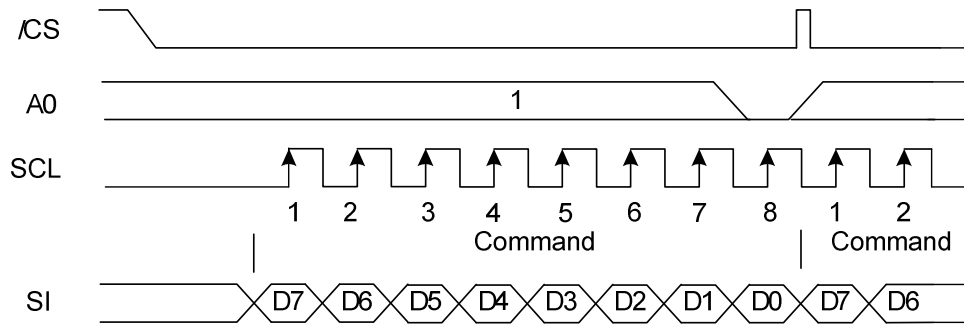 /CS
A0 1
SCL
1 2 3 4 5 6 7 8 1 2
Command Command
SI D7 D6 D5 D4 D3 D2 D1 D0 D7 D6